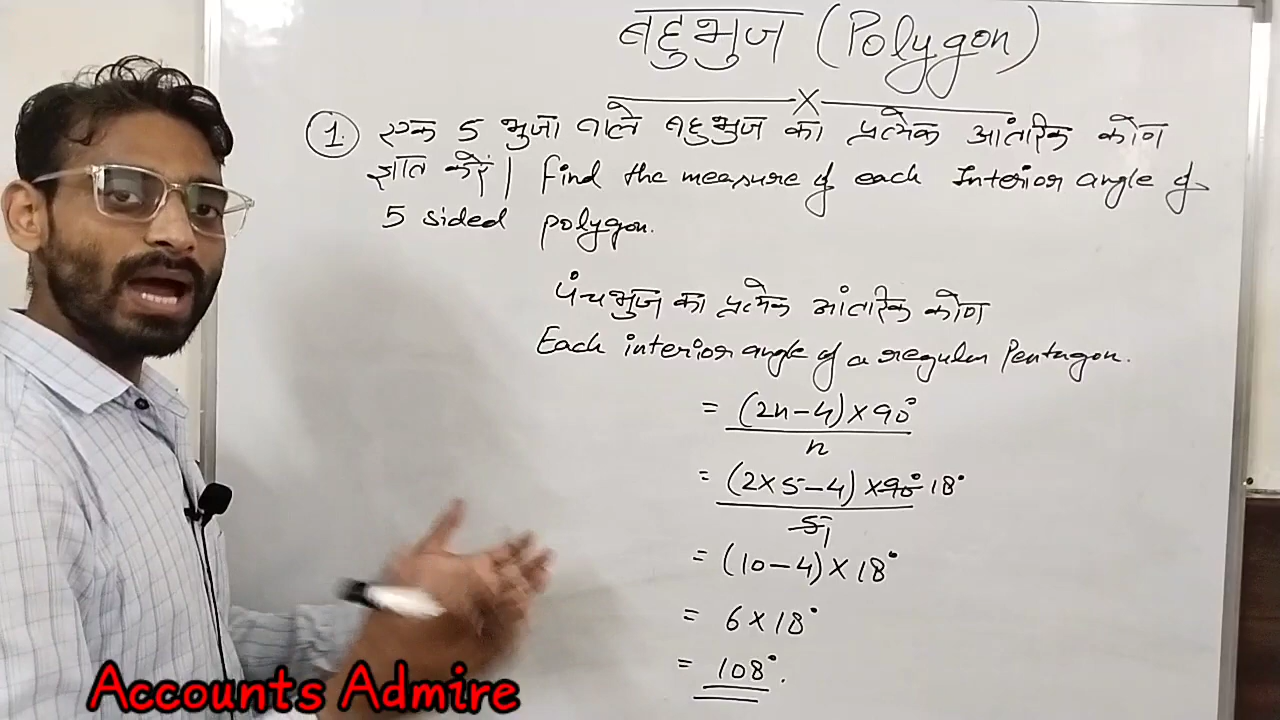 बहुभुज (Polygon)
1. एक 5 भुजा वाले बहुभुज का प्रत्येक आंतरिक कोण
ज्ञात करें| Find the measure of each Interior angle of
5 sided polygon.
पंचभुज का प्रत्येक आंतरिक कोण
Each interior angle of a regular Pentagon.
= (2n-4)×90°
n
= (2×5-4)×90° 18°
5 1
= (10-4)×18°
= 6×18°
= 108°.
Accounts Admire